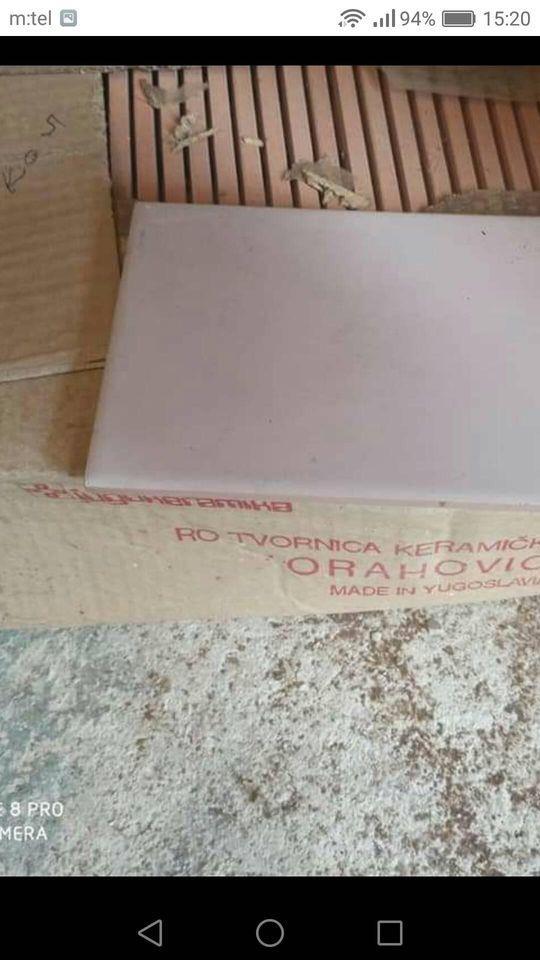 m:tel 94% 15:20
jugokeramika
RO TVORNICA KERAMIČK
ORAHOVIC
MADE IN YUGOSLAVIA
8 PRO
MERA